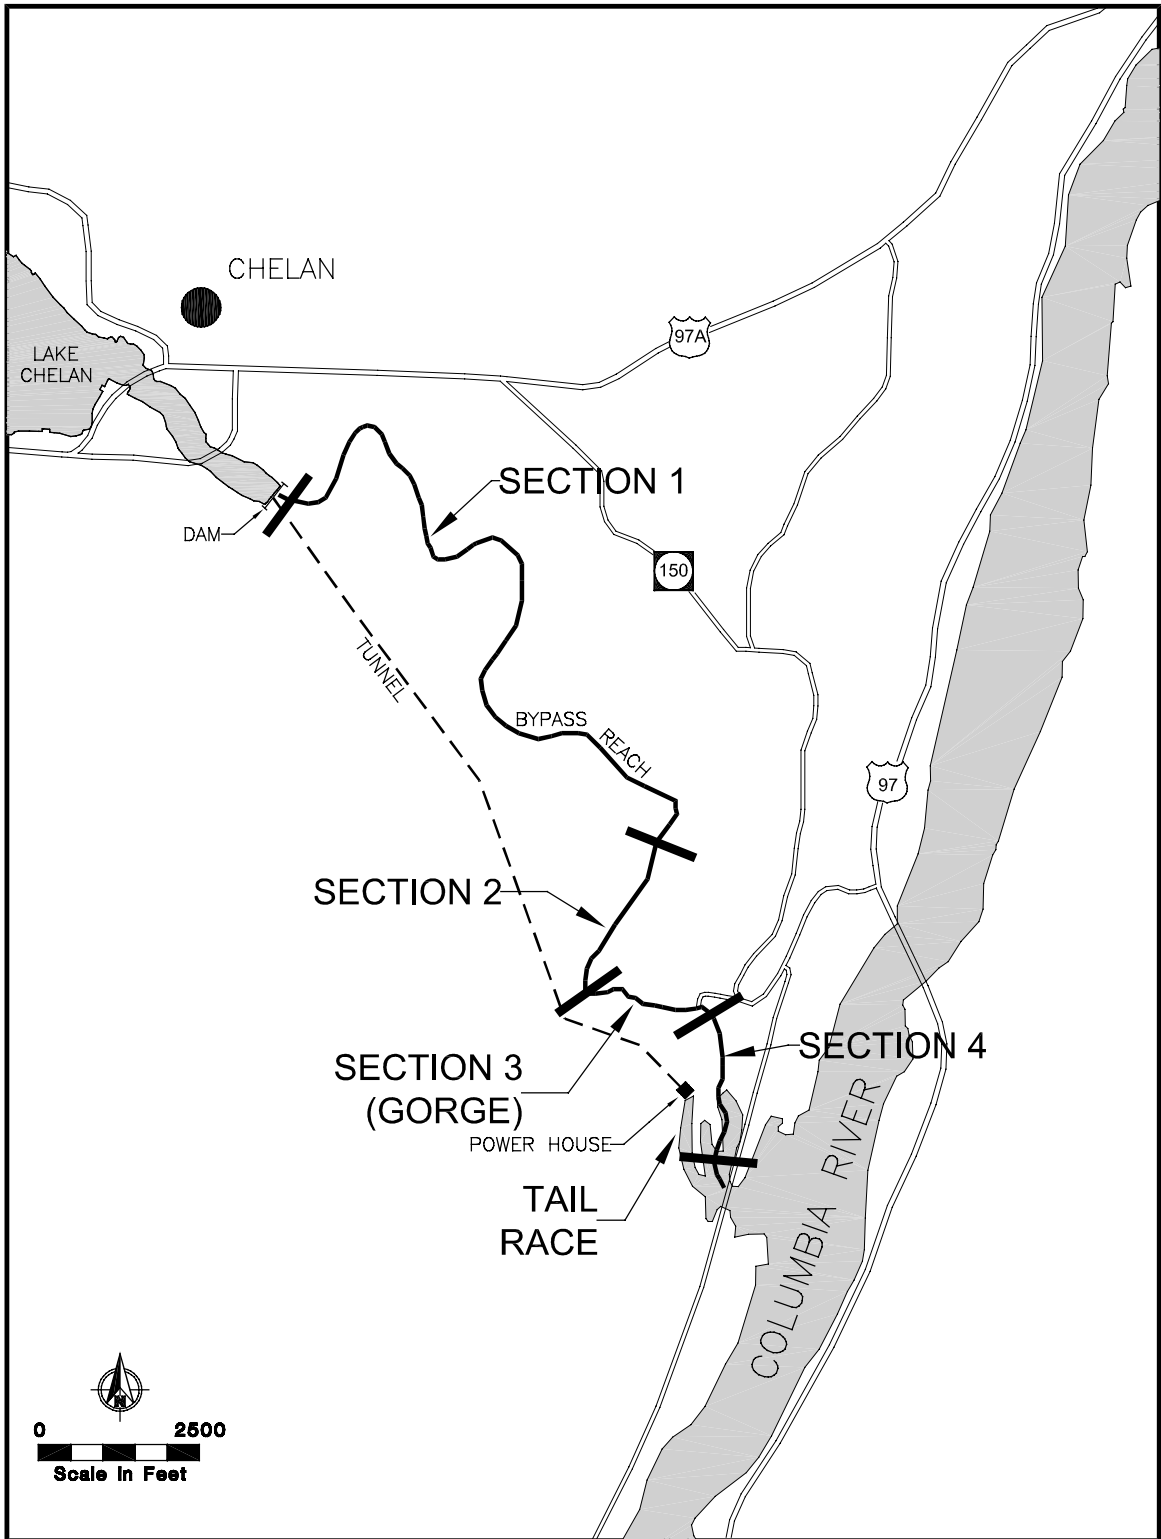 CHELAN
97A
LAKE
CHELAN
SECTION 1
DAM
150
TUNNEL
BYPASS
REACH
97
SECTION 2
SECTION 4
SECTION 3
(GORGE)
POWER HOUSE
TAIL
RACE
COLUMBIA RIVER
N
0 2500
Scale In Feet